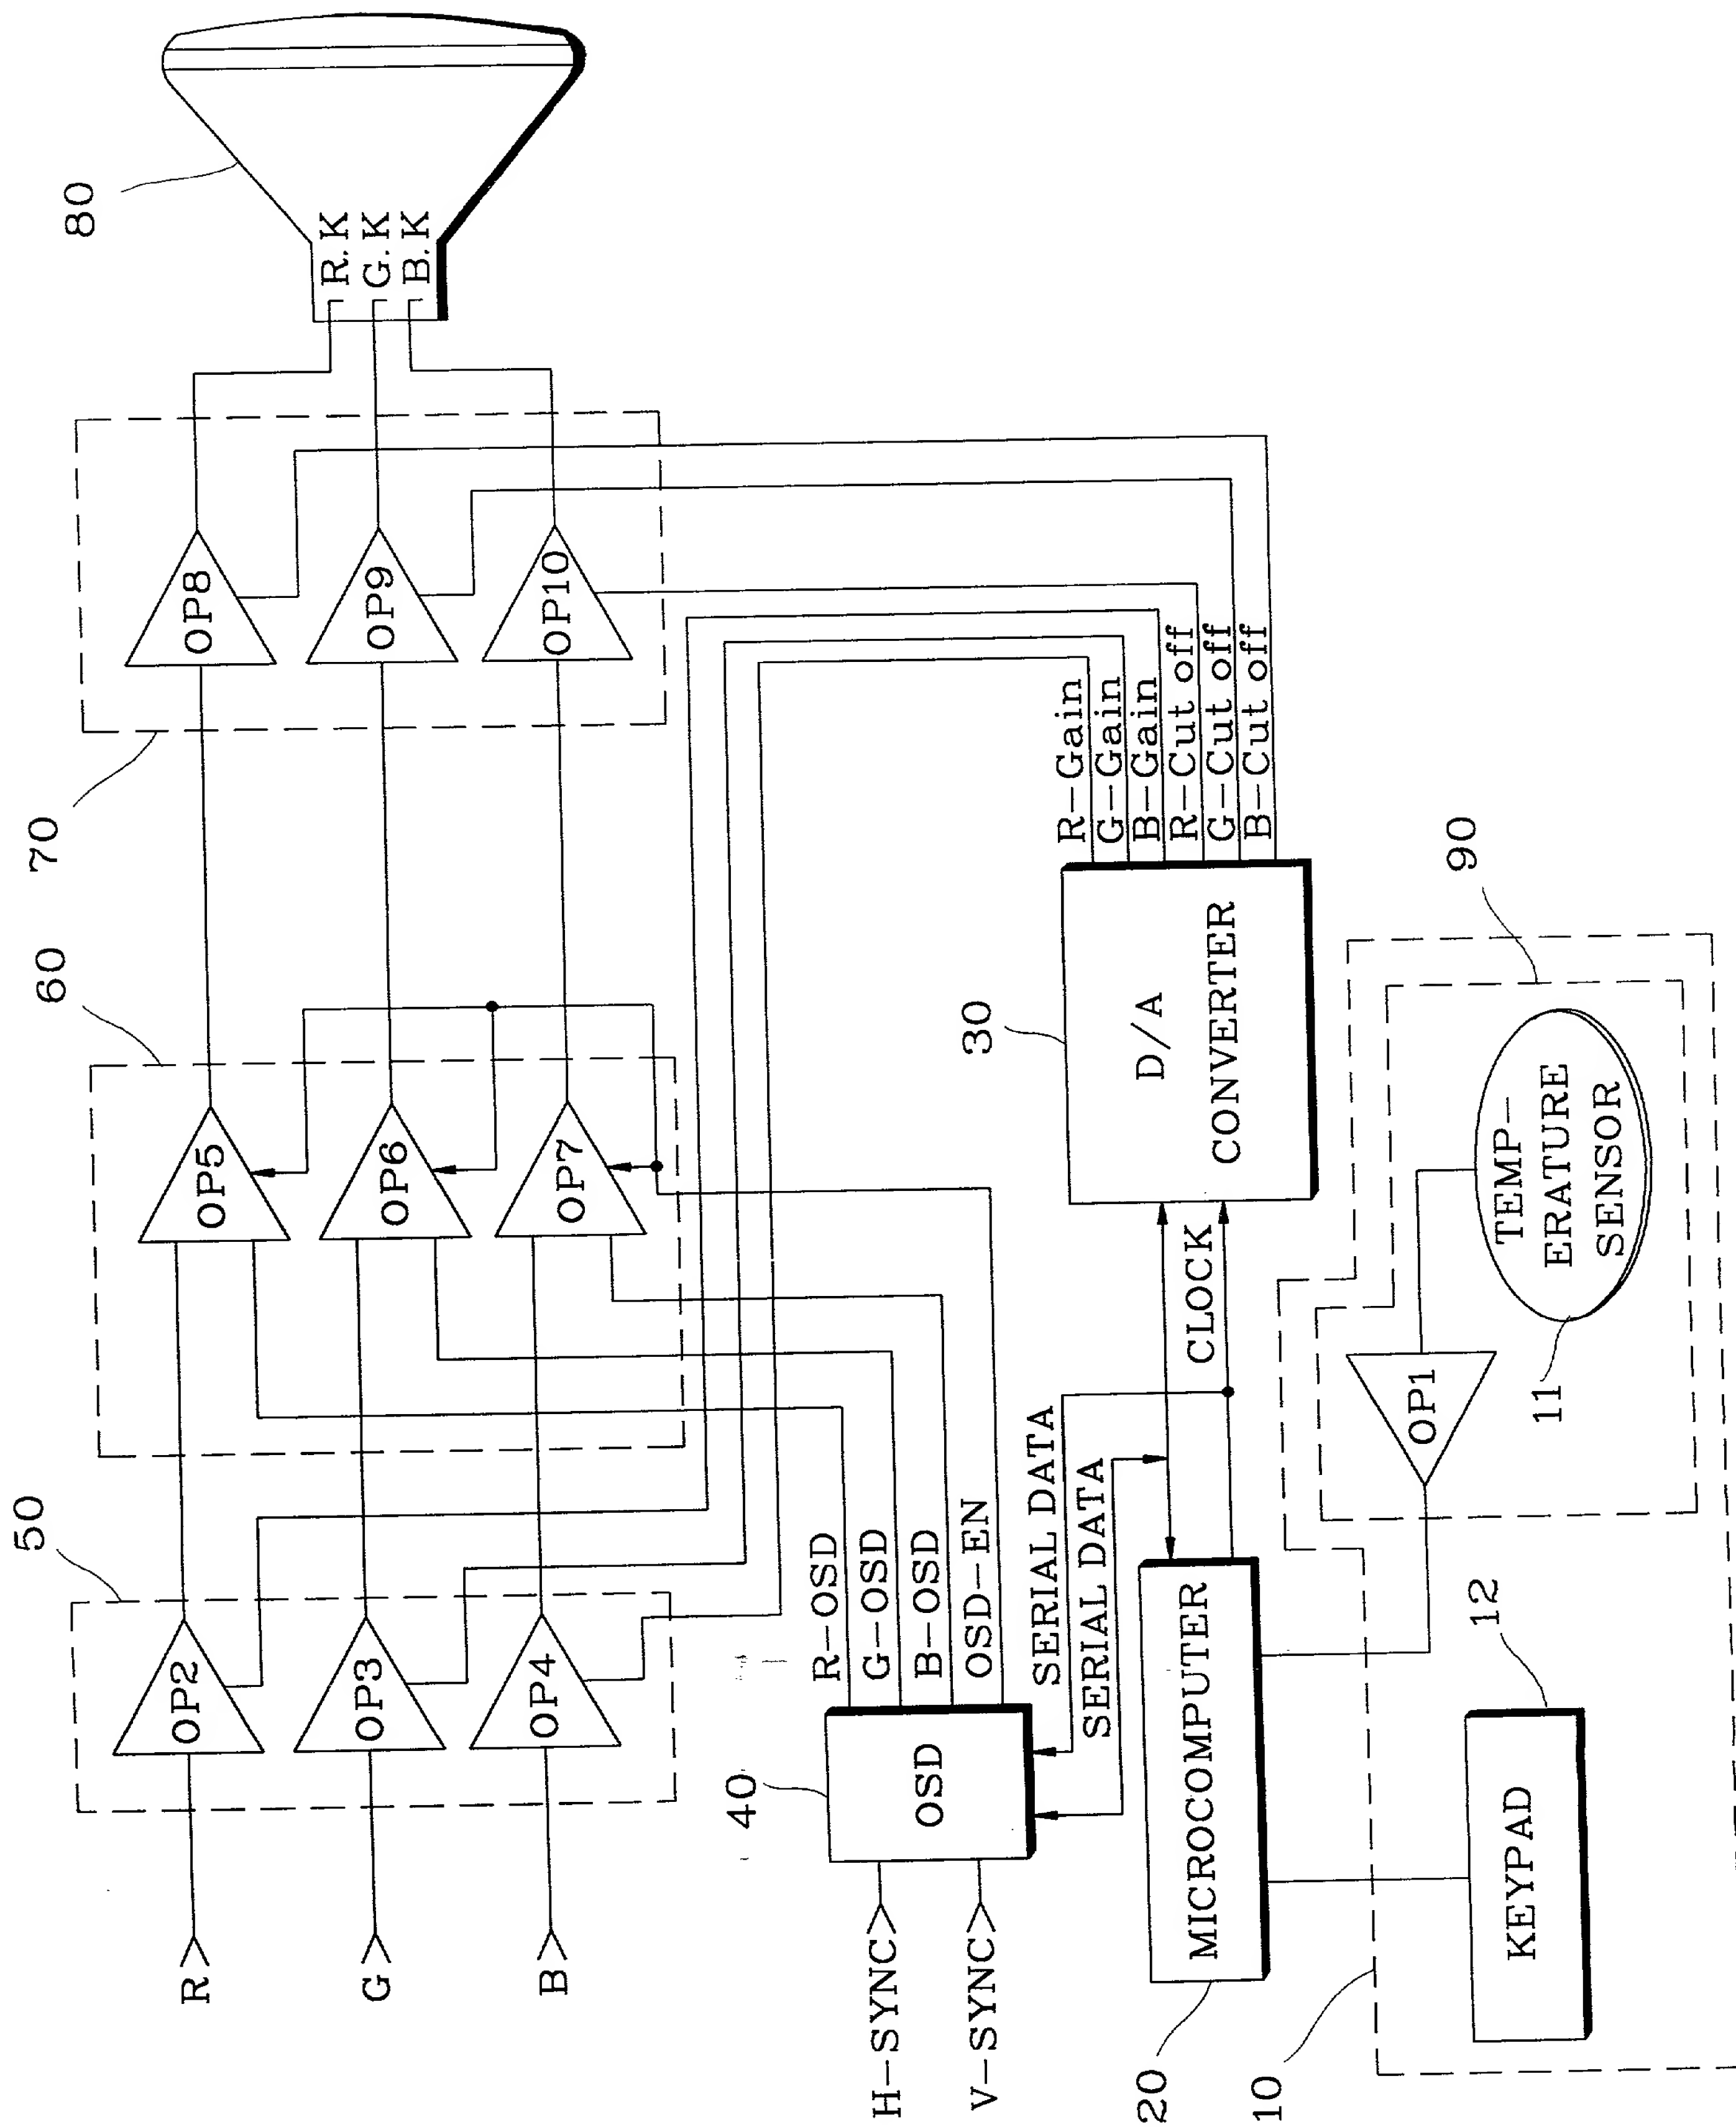 50
60
70
80
R>
G>
B>
OP2
OP3
OP4
OP5
OP6
OP7
OP8
OP9
OP10
R.K
G.K
B.K
H-SYNC>
V-SYNC>
40
OSD
R-OSD
G-OSD
B-OSD
OSD-EN
SERIAL DATA
SERIAL DATA
CLOCK
30
D/A
CONVERTER
R-Gain
G-Gain
B-Gain
R-Cut off
G-Cut off
B-Cut off
20
MICROCOMPUTER
10
KEYPAD
12
OP1
11
TEMP-
ERATURE
SENSOR
90